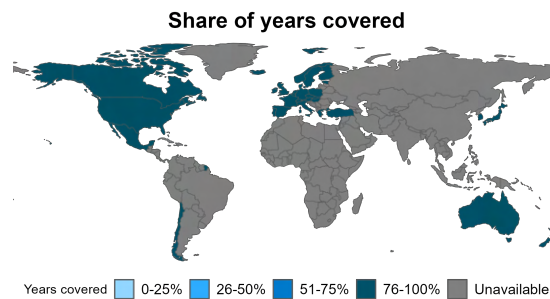 Share of years covered
Years covered 0-25% 26-50% 51-75% 76-100% Unavailable